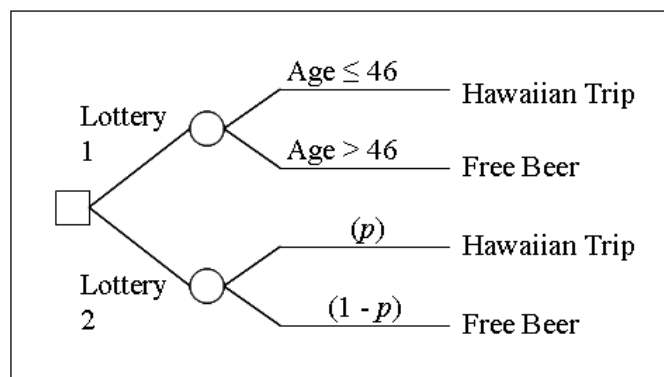 Age ≤ 46
Hawaiian Trip
Lottery
1
Age > 46
Free Beer
(p)
Hawaiian Trip
Lottery
2
(1 - p)
Free Beer